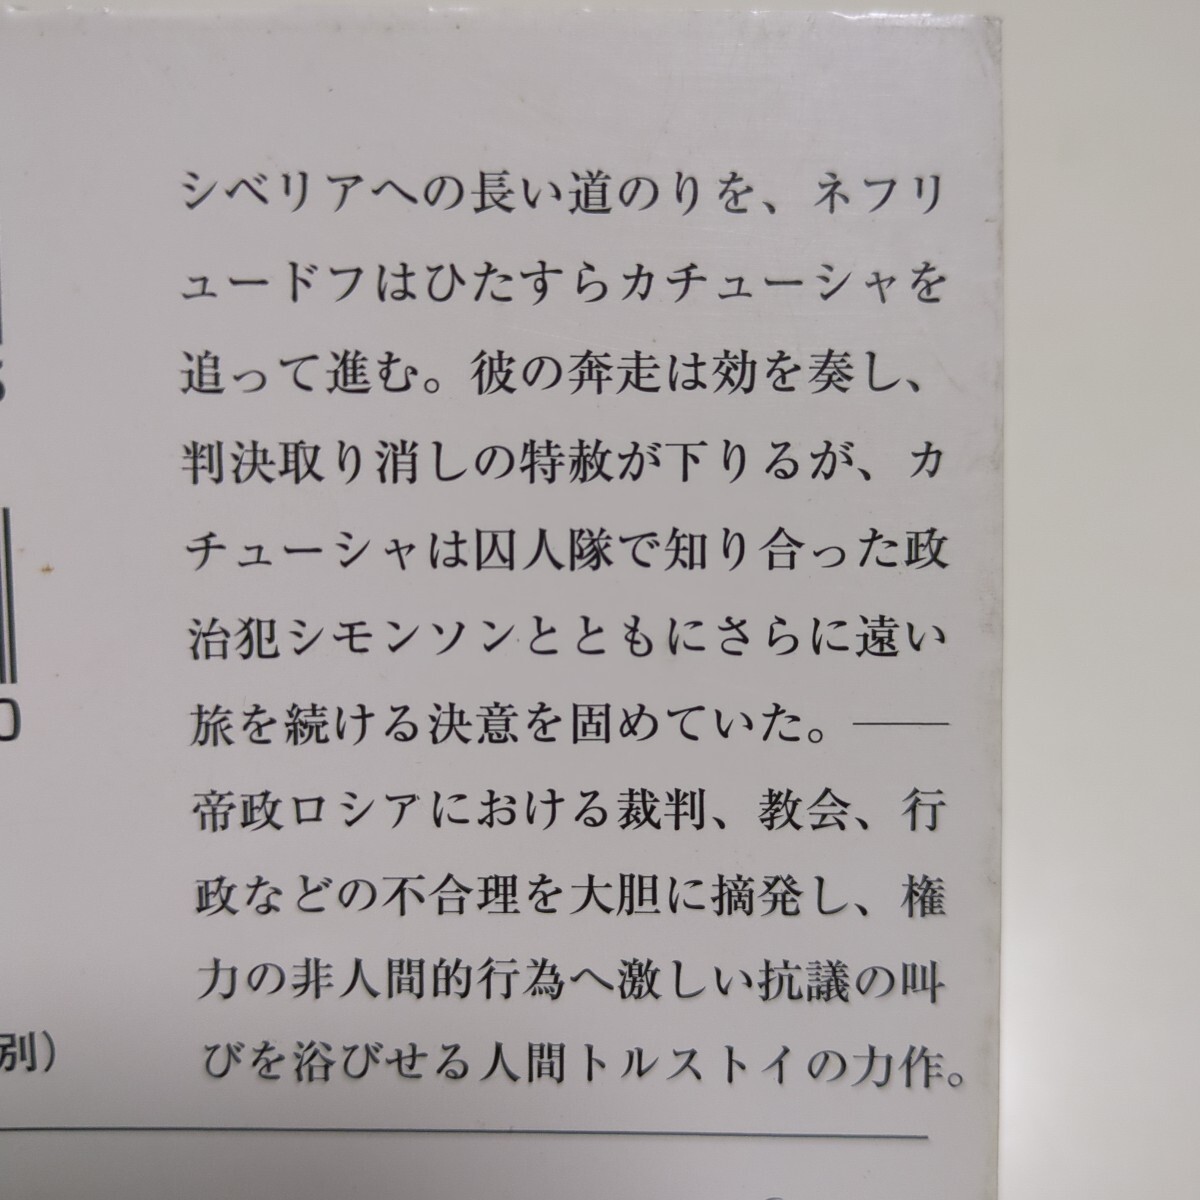 シベリアへの長い道のりを、ネフリ
ュードフはひたすらカチューシャを
追って進む。彼の奔走は効を奏し、
判決取り消しの特赦が下りるが、カ
チューシャは囚人隊で知り合った政
治犯シモンソンとともにさらに遠い
旅を続ける決意を固めていた。――
帝政ロシアにおける裁判、教会、行
政などの不合理を大胆に摘発し、権
力の非人間的行為へ激しい抗議の叫
びを浴びせる人間トルストイの力作。
0
別）